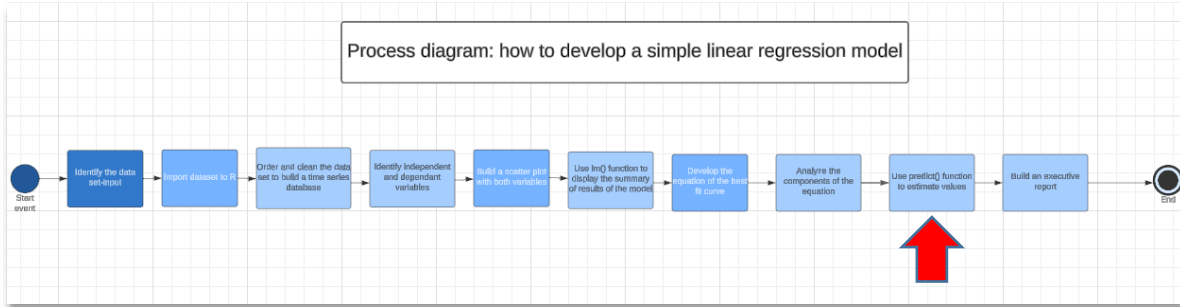 Process diagram: how to develop a simple linear regression model
Start
event
Identify the data
set-input
Import dataset to R
Order and clean the data
set to build a time series
database
Identify independent
and dependant
variables
Build a scatter plot
with both variables
Use lm() function to
display the summary
of results of the model
Develop the
equation of the best
fit curve
Analyze the
components of the
equation
Use predict() function
to estimate values
Build an executive
report
End